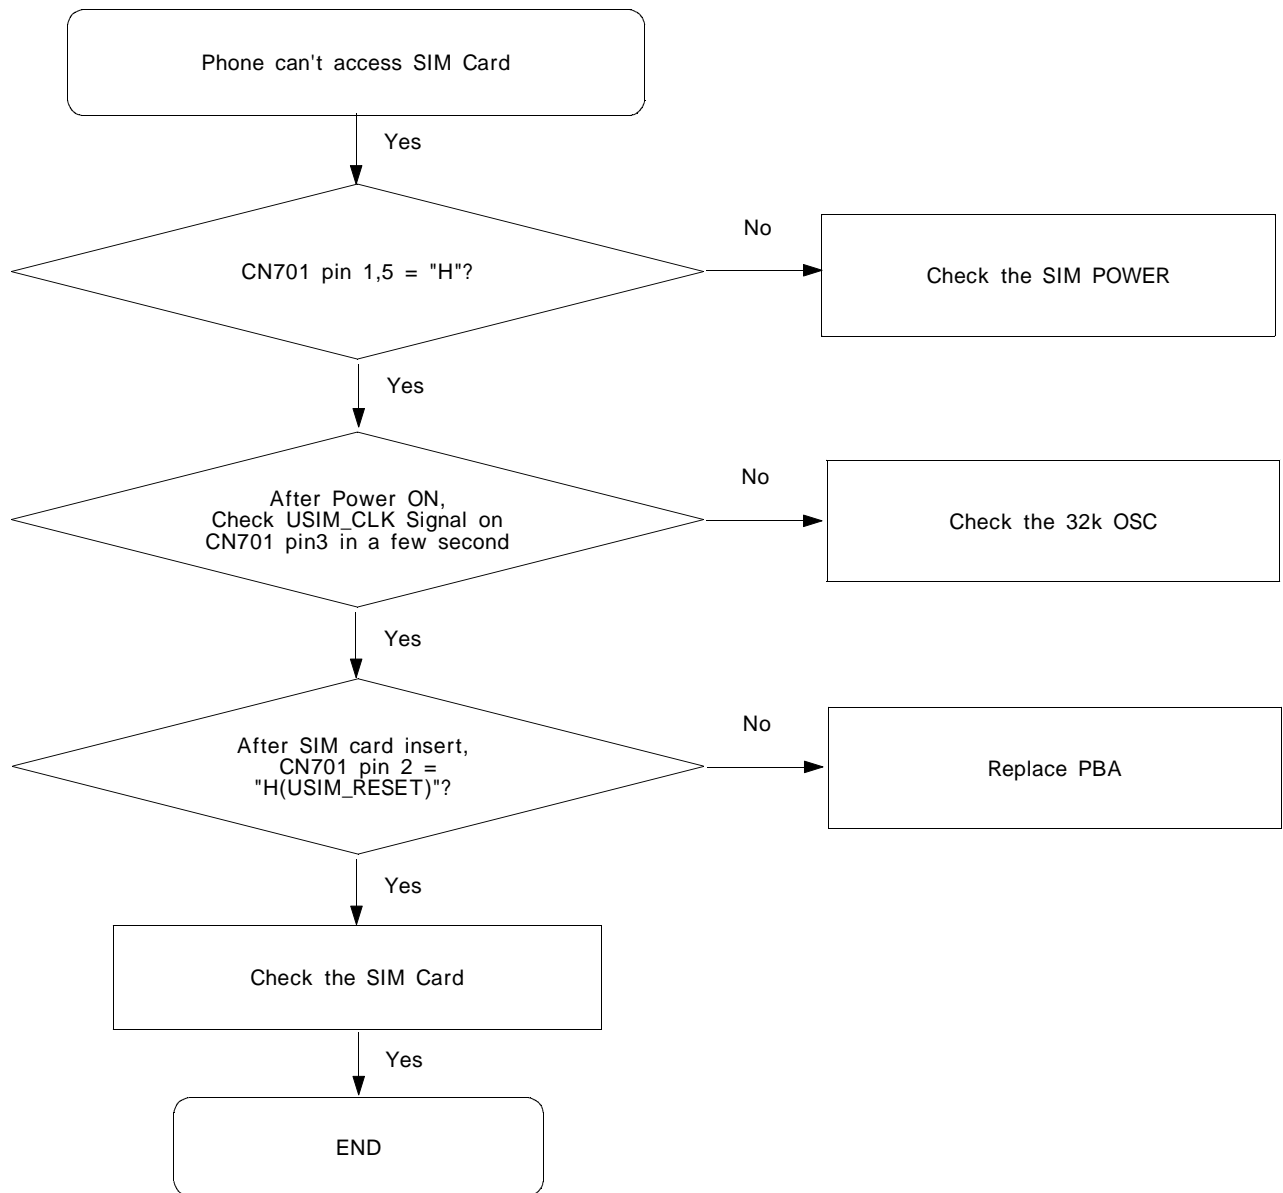 Phone can't access SIM Card
Yes
CN701 pin 1,5 = "H"?
No
Check the SIM POWER
Yes
After Power ON,
Check USIM_CLK Signal on
CN701 pin3 in a few second
No
Check the 32k OSC
Yes
After SIM card insert,
CN701 pin 2 =
"H(USIM_RESET)"?
No
Replace PBA
Yes
Check the SIM Card
Yes
END